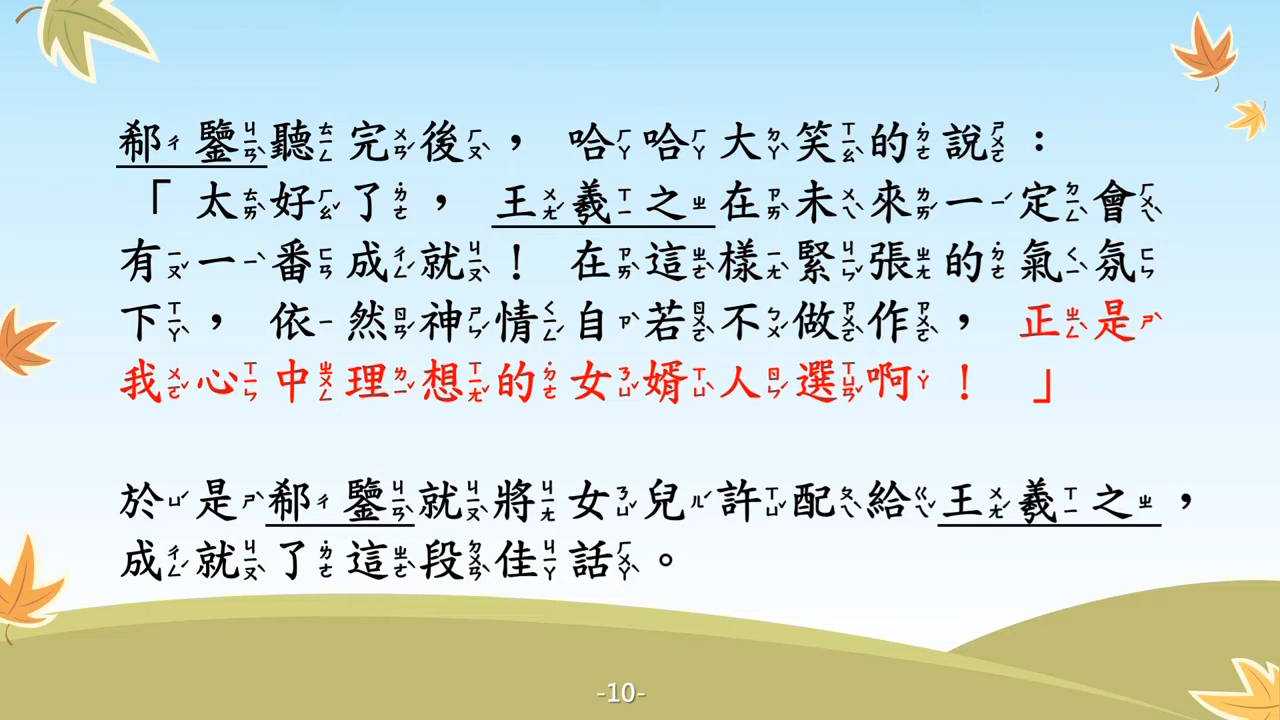 郗鑒聽完後，哈哈大笑的說：
「太好了，王羲之在未來一定會
有一番成就！在這樣緊張的氣氛
下，依然神情自若不做作，正是
我心中理想的女婿人選啊！」
於是郗鑒就將女兒許配給王羲之，
成就了這段佳話。
-10-